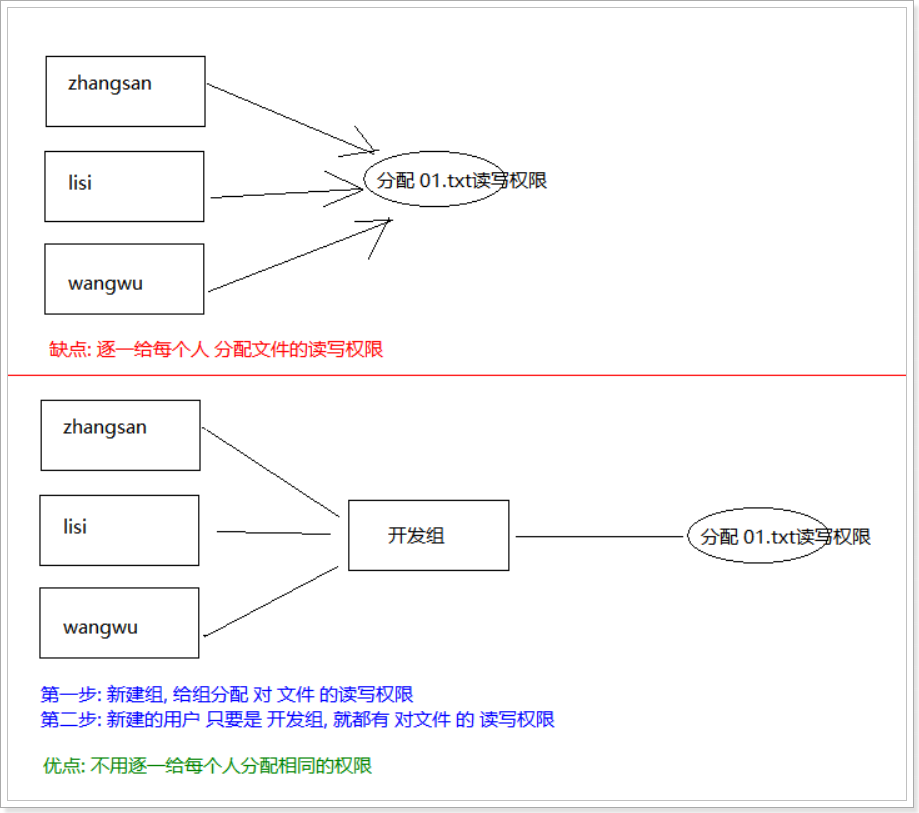 zhangsan
lisi
分配 01.txt读写权限
wangwu
缺点: 逐一给每个人 分配文件的读写权限
zhangsan
lisi
开发组
分配 01.txt读写权限
wangwu
第一步: 新建组, 给组分配 对 文件 的读写权限
第二步: 新建的用户 只要是 开发组, 就都有 对文件 的 读写权限
优点: 不用逐一给每个人分配相同的权限